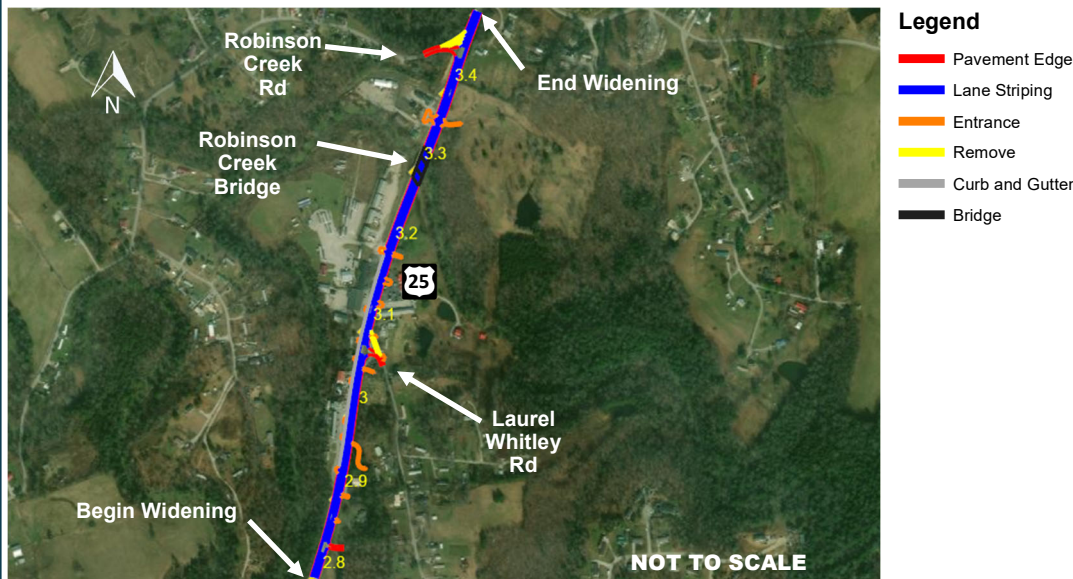 Robinson
Creek
Rd
End Widening
N
3.4
Robinson
Creek
Bridge
3.3
3.2
25
3.1
3
Laurel
Whitley
Rd
2.9
Begin Widening
2.8
NOT TO SCALE
Legend
Pavement Edge
Lane Striping
Entrance
Remove
Curb and Gutter
Bridge